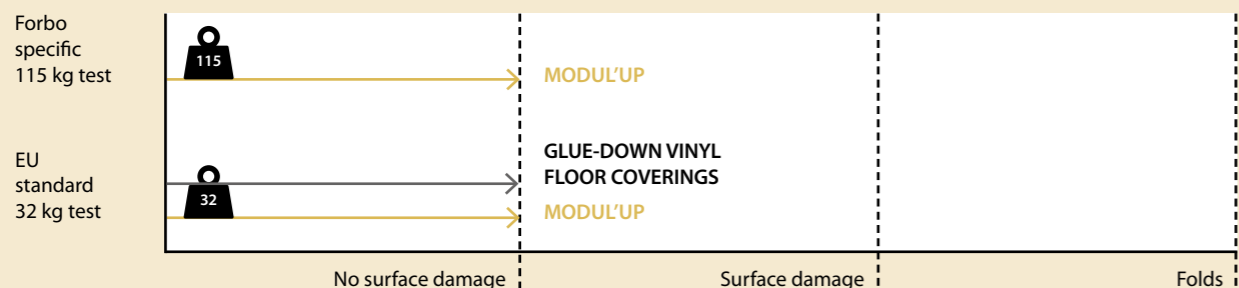 Forbo
specific
115 kg test
115
MODUL’UP
EU
standard
32 kg test
32
GLUE-DOWN VINYL
FLOOR COVERINGS
MODUL’UP
No surface damage
Surface damage
Folds